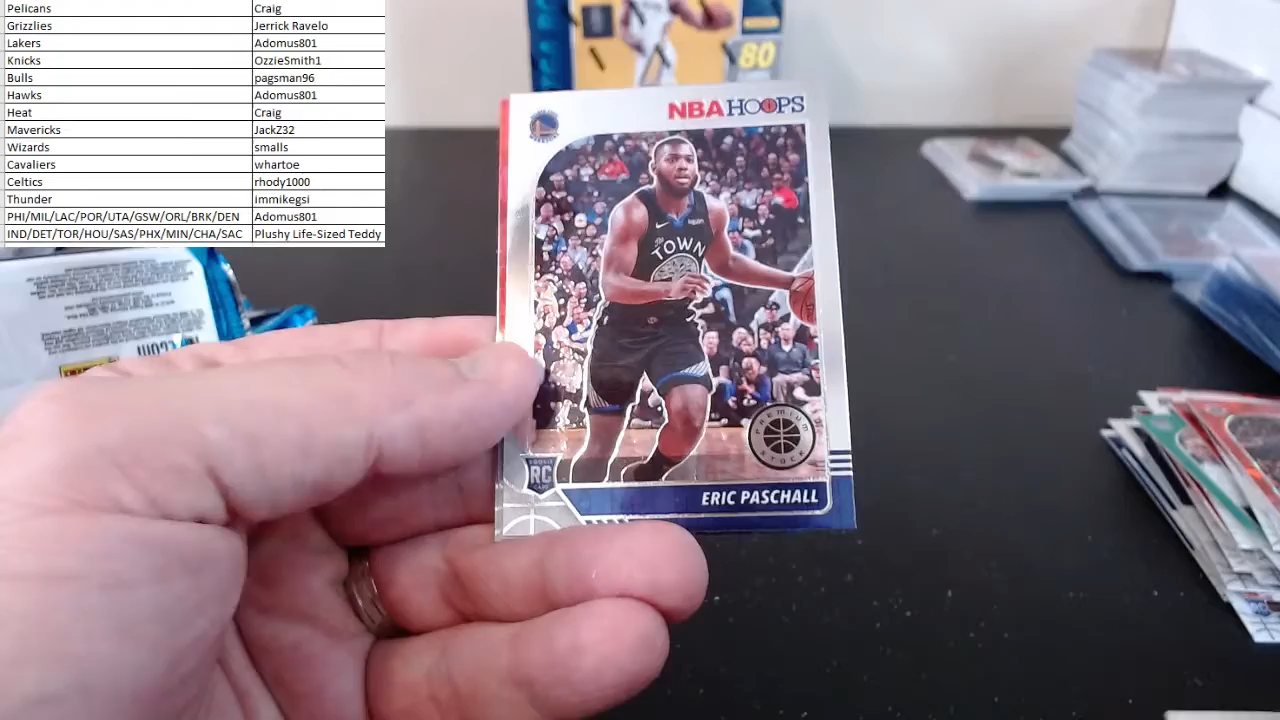 Pelicans Craig
Grizzlies Jerrick Ravelo
Lakers Adomus801
Knicks OzzieSmith1
Bulls pagsman96
Hawks Adomus801
Heat Craig
Mavericks JackZ32
Wizards smalls
Cavaliers whartoe
Celtics rhody1000
Thunder immikegsi
PHI/MIL/LAC/POR/UTA/GSW/ORL/BRK/DEN Adomus801
IND/DET/TOR/HOU/SAS/PHX/MIN/CHA/SAC Plushy Life-Sized Teddy
80
NBA HOOPS
TOWN
PREMIUM
STOCK
RC
ERIC PASCHALL